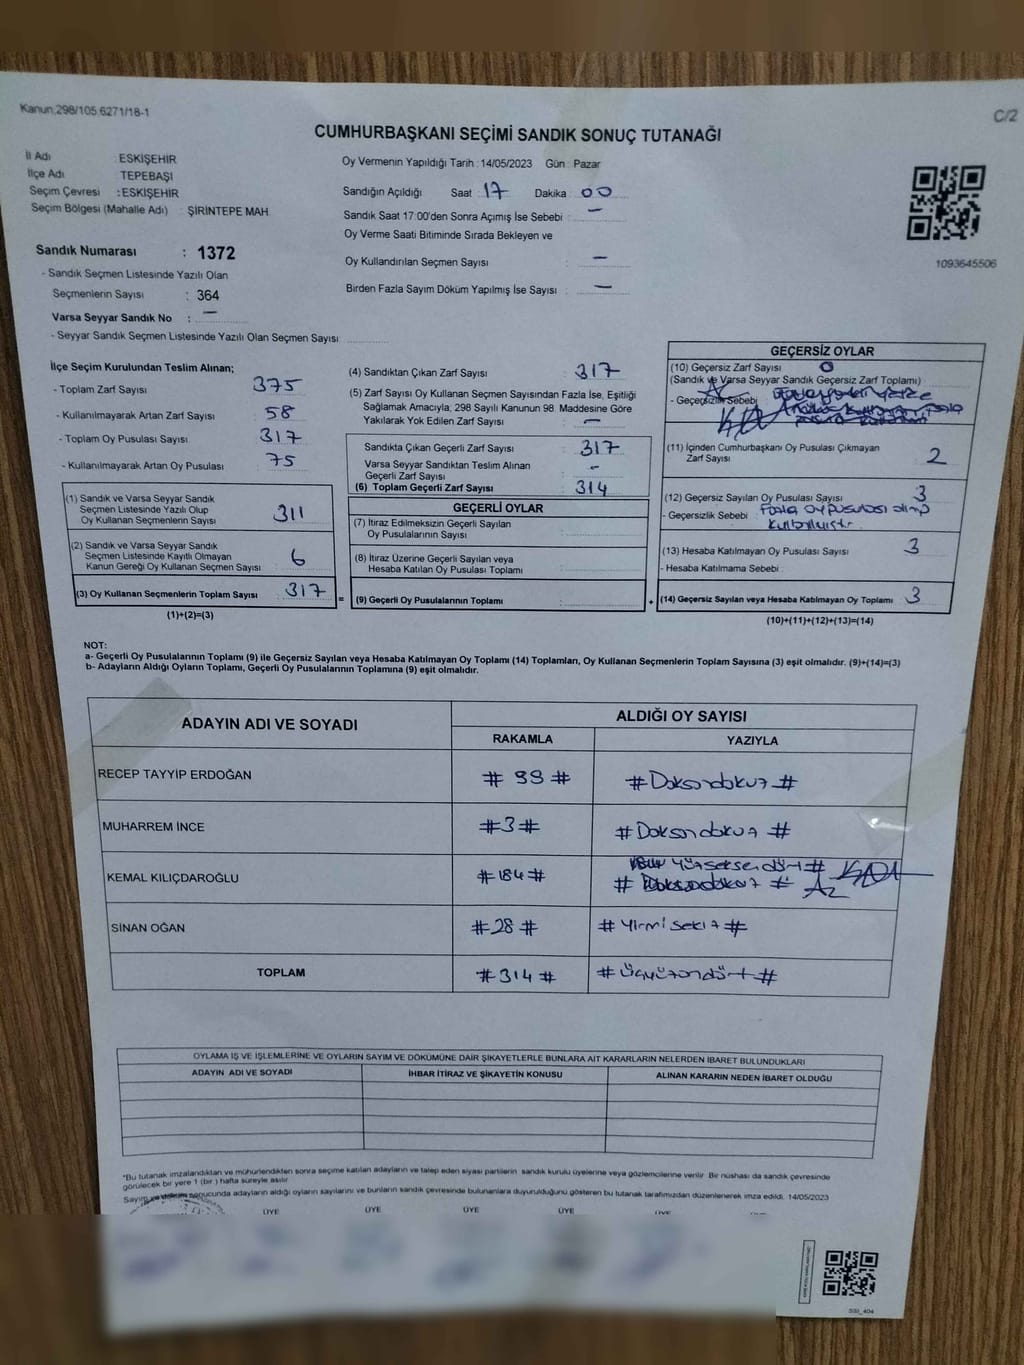 Kanun:298/105,6271/18-1
C/2
CUMHURBAŞKANI SEÇİMİ SANDIK SONUÇ TUTANAĞI
İl Adı : ESKİŞEHİR
İlçe Adı TEPEBAŞI
Seçim Çevresi : ESKİŞEHİR
Seçim Bölgesi (Mahalle Adı) : ŞİRİNTEPE MAH.
Sandık Numarası : 1372
- Sandık Seçmen Listesinde Yazılı Olan
Seçmenlerin Sayısı : 364
Varsa Seyyar Sandık No : —
- Seyyar Sandık Seçmen Listesinde Yazılı Olan Seçmen Sayısı
Oy Vermenin Yapıldığı Tarih : 14/05/2023 Gün : Pazar
Sandığın Açıldığı Saat 17 Dakika : 00
Sandık Saat 17:00'den Sonra Açımış İse Sebebi : —
Oy Verme Saati Bitiminde Sırada Bekleyen ve
Oy Kullandırılan Seçmen Sayısı : —
Birden Fazla Sayım Döküm Yapılmış İse Sayısı : —
1093645506
İlçe Seçim Kurulundan Teslim Alınan;
- Toplam Zarf Sayısı : 375
- Kullanılmayarak Artan Zarf Sayısı : 58
- Toplam Oy Pusulası Sayısı : 317
- Kullanılmayarak Artan Oy Pusulası : 75
(1) Sandık ve Varsa Seyyar Sandık
Seçmen Listesinde Yazılı Olup
Oy Kullanan Seçmenlerin Sayısı : 311
(2) Sandık ve Varsa Seyyar Sandık
Seçmen Listesinde Kayıtlı Olmayan
Kanun Gereği Oy Kullanan Seçmen Sayısı : 6
(3) Oy Kullanan Seçmenlerin Toplam Sayısı : 317
(1)+(2)=(3)
(4) Sandıktan Çıkan Zarf Sayısı : 317
(5) Zarf Sayısı Oy Kullanan Seçmen Sayısından Fazla İse, Eşitliği
Sağlamak Amacıyla; 298 Sayılı Kanunun 98. Maddesine Göre
Yakılarak Yok Edilen Zarf Sayısı : —
Sandıkta Çıkan Geçerli Zarf Sayısı : 317
Varsa Seyyar Sandıktan Teslim Alınan
Geçerli Zarf Sayısı : -
(6) Toplam Geçerli Zarf Sayısı : 314
GEÇERLİ OYLAR
(7) İtiraz Edilmeksizin Geçerli Sayılan
Oy Pusulalarının Sayısı :
(8) İtiraz Üzerine Geçerli Sayılan veya
Hesaba Katılan Oy Pusulası Toplamı :
= (9) Geçerli Oy Pusulalarının Toplamı :
GEÇERSİZ OYLAR
(10) Geçersiz Zarf Sayısı : 0
(Sandık ve Varsa Seyyar Sandık Geçersiz Zarf Toplamı)
- Geçersizlik Sebebi :
(11) İçinden Cumhurbaşkanı Oy Pusulası Çıkmayan
Zarf Sayısı : 2
(12) Geçersiz Sayılan Oy Pusulası Sayısı : 3
- Geçersizlik Sebebi : Fazla oy pusulası alıp
kullanılmıştır.
(13) Hesaba Katılmayan Oy Pusulası Sayısı : 3
- Hesaba Katılmama Sebebi :
+ (14) Geçersiz Sayılan veya Hesaba Katılmayan Oy Toplamı : 3
(10)+(11)+(12)+(13)=(14)
NOT:
a- Geçerli Oy Pusulalarının Toplamı (9) ile Geçersiz Sayılan veya Hesaba Katılmayan Oy Toplamı (14) Toplamları, Oy Kullanan Seçmenlerin Toplam Sayısına (3) eşit olmalıdır. (9)+(14)=(3)
b- Adayların Aldığı Oyların Toplamı, Geçerli Oy Pusulalarının Toplamına (9) eşit olmalıdır.
ADAYIN ADI VE SOYADI
ALDIĞI OY SAYISI
RAKAMLA YAZIYLA
RECEP TAYYİP ERDOĞAN # 99 # # Doksandokuz #
MUHARREM İNCE # 3 # # Doksandokuz #
KEMAL KILIÇDAROĞLU # 184 # Yüzseksendört #
# Doksandokuz #
SİNAN OĞAN # 28 # # Yirmisekiz #
TOPLAM # 314 # # Üçyüzondört #
OYLAMA İŞ VE İŞLEMLERİNE VE OYLARIN SAYIM VE DÖKÜMÜNE DAİR ŞİKAYETLERLE BUNLARA AİT KARARLARIN NELERDEN İBARET BULUNDUKLARI
ADAYIN ADI VE SOYADI İHBAR İTİRAZ VE ŞİKAYETİN KONUSU ALINAN KARARIN NEDEN İBARET OLDUĞU
*Bu tutanak imzalandıktan ve mühürlendikten sonra seçime katılan adayların ve talep eden siyasi partilerin sandık kurulu üyelerine veya gözlemcilerine verilir. Bir nüshası da sandık çevresinde
görülecek bir yere 1 (bir) hafta süreyle asılır.
Sayım ve döküm sonucunda adayların aldığı oyların sayılarını ve bunların sandık çevresinde bulunanlara duyurulduğunu gösteren bu tutanak tarafımızdan düzenlenerek imza edildi. 14/05/2023
ÜYE ÜYE ÜYE ÜYE ÜYE
SSI_404